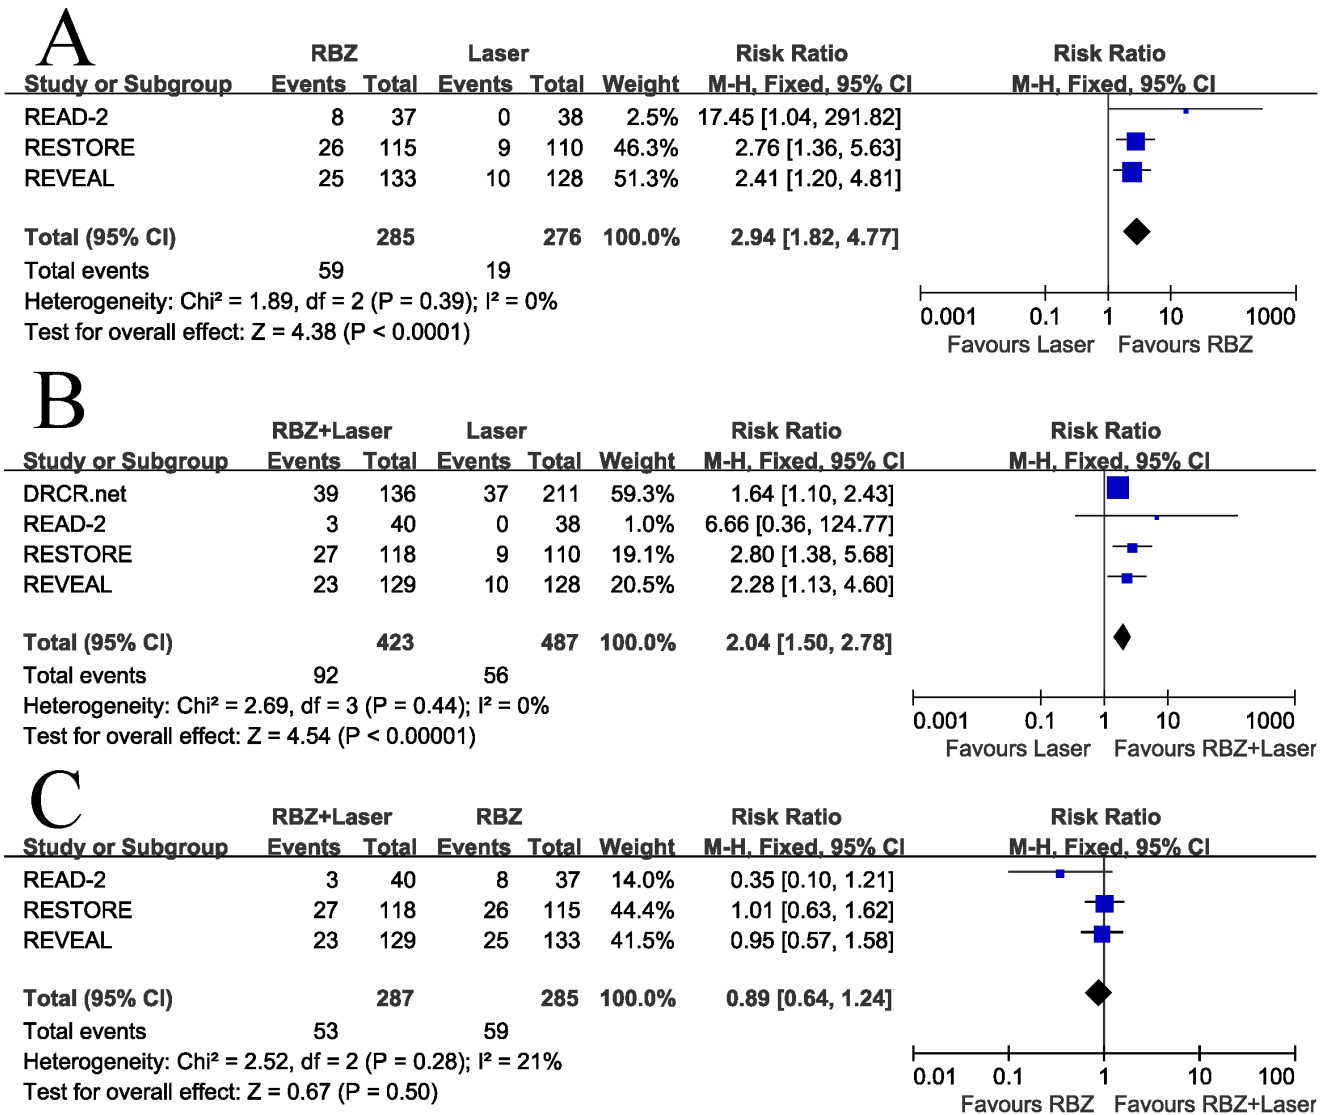 A
RBZ Laser Risk Ratio Risk Ratio
Study or Subgroup Events Total Events Total Weight M-H, Fixed, 95% CI M-H, Fixed, 95% CI
READ-2 8 37 0 38 2.5% 17.45 [1.04, 291.82]
RESTORE 26 115 9 110 46.3% 2.76 [1.36, 5.63]
REVEAL 25 133 10 128 51.3% 2.41 [1.20, 4.81]
Total (95% CI) 285 276 100.0% 2.94 [1.82, 4.77]
Total events 59 19
Heterogeneity: Chi² = 1.89, df = 2 (P = 0.39); I² = 0%
Test for overall effect: Z = 4.38 (P < 0.0001)
0.001 0.1 1 10 1000
Favours Laser Favours RBZ
B
RBZ+Laser Laser Risk Ratio Risk Ratio
Study or Subgroup Events Total Events Total Weight M-H, Fixed, 95% CI M-H, Fixed, 95% CI
DRCR.net 39 136 37 211 59.3% 1.64 [1.10, 2.43]
READ-2 3 40 0 38 1.0% 6.66 [0.36, 124.77]
RESTORE 27 118 9 110 19.1% 2.80 [1.38, 5.68]
REVEAL 23 129 10 128 20.5% 2.28 [1.13, 4.60]
Total (95% CI) 423 487 100.0% 2.04 [1.50, 2.78]
Total events 92 56
Heterogeneity: Chi² = 2.69, df = 3 (P = 0.44); I² = 0%
Test for overall effect: Z = 4.54 (P < 0.00001)
0.001 0.1 1 10 1000
Favours Laser Favours RBZ+Laser
C
RBZ+Laser RBZ Risk Ratio Risk Ratio
Study or Subgroup Events Total Events Total Weight M-H, Fixed, 95% CI M-H, Fixed, 95% CI
READ-2 3 40 8 37 14.0% 0.35 [0.10, 1.21]
RESTORE 27 118 26 115 44.4% 1.01 [0.63, 1.62]
REVEAL 23 129 25 133 41.5% 0.95 [0.57, 1.58]
Total (95% CI) 287 285 100.0% 0.89 [0.64, 1.24]
Total events 53 59
Heterogeneity: Chi² = 2.52, df = 2 (P = 0.28); I² = 21%
Test for overall effect: Z = 0.67 (P = 0.50)
0.01 0.1 1 10 100
Favours RBZ Favours RBZ+Laser